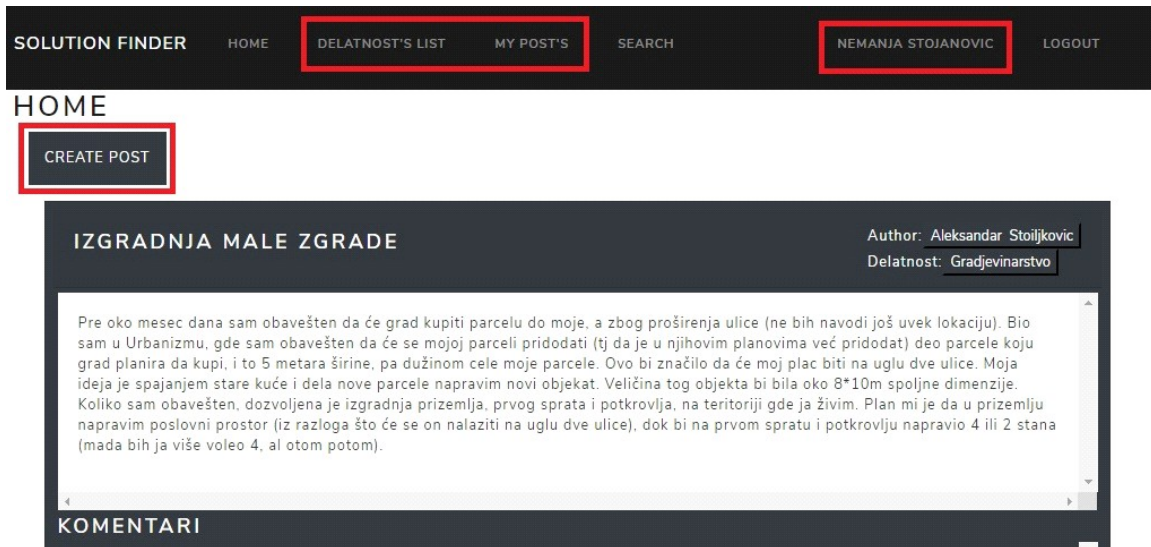 SOLUTION FINDER HOME DELATNOST'S LIST MY POST'S SEARCH NEMANJA STOJANOVIC LOGOUT
HOME
CREATE POST
IZGRADNJA MALE ZGRADE
Author: Aleksandar Stoiljkovic
Delatnost: Gradjevinarstvo
Pre oko mesec dana sam obavešten da će grad kupiti parcelu do moje, a zbog proširenja ulice (ne bih navodi još uvek lokaciju). Bio
sam u Urbanizmu, gde sam obavešten da će se mojoj parceli pridodati (tj da je u njihovim planovima već pridodat) deo parcele koju
grad planira da kupi, i to 5 metara širine, pa dužinom cele moje parcele. Ovo bi značilo da će moj plac biti na uglu dve ulice. Moja
ideja je spajanjem stare kuće i dela nove parcele napravim novi objekat. Veličina tog objekta bi bila oko 8*10m spoljne dimenzije.
Koliko sam obavešten, dozvoljena je izgradnja prizemlja, prvog sprata i potkrovlja, na teritoriji gde ja živim. Plan mi je da u prizemlju
napravim poslovni prostor (iz razloga što će se on nalaziti na uglu dve ulice), dok bi na prvom spratu i potkrovlju napravio 4 ili 2 stana
(mada bih ja više voleo 4, al otom potom).
KOMENTARI